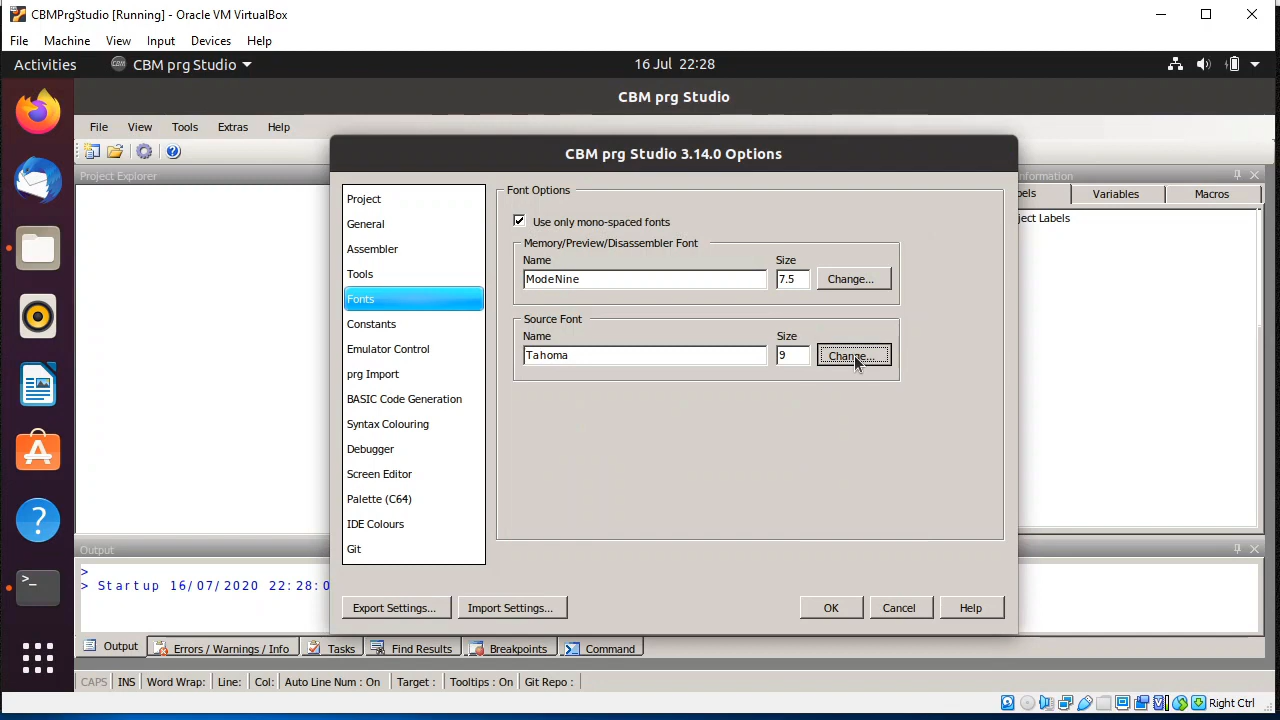 CBMPrgStudio [Running] - Oracle VM VirtualBox
File Machine View Input Devices Help
Activities CBM prg Studio 16 Jul 22:28
CBM prg Studio
File View Tools Extras Help
Project Explorer
CBM prg Studio 3.14.0 Options
Project
General
Assembler
Tools
Fonts
Constants
Emulator Control
prg Import
BASIC Code Generation
Syntax Colouring
Debugger
Screen Editor
Palette (C64)
IDE Colours
Git
Font Options
Use only mono-spaced fonts
Memory/Preview/Disassembler Font
Name Size
ModeNine 7.5 Change...
Source Font
Name Size
Tahoma 9 Change...
Export Settings... Import Settings... OK Cancel Help
nformation
bels Variables Macros
ject Labels
Output
>
> Startup 16/07/2020 22:28:0
Output Errors / Warnings / Info Tasks Find Results Breakpoints Command
CAPS INS Word Wrap: Line: Col: Auto Line Num : On Target : Tooltips : On Git Repo :
Right Ctrl